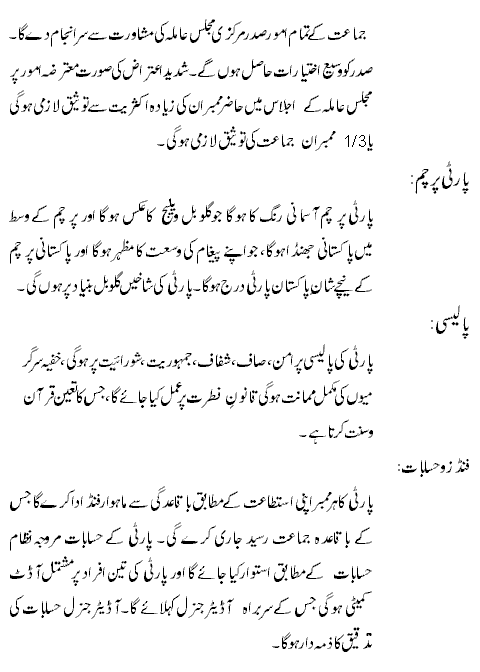 جماعت کے تمام امور صدر مرکزی مجلس عاملہ کی مشاورت سے سرانجام دے گا۔
صدر کو وسیع اختیارات حاصل ہوں گے۔ شدید اعتراض کی صورت معترضہ امور پر
مجلس عاملہ کے اجلاس میں حاضر ممبران کی زیادہ اکثریت سے توثیق لازمی ہوگی
یا 1/3 ممبران جماعت کی توثیق لازمی ہوگی ۔
پارٹی پرچم:
پارٹی پرچم آسمانی رنگ کا ہوگا جو گلوبل ویلیج کا عکس ہوگا اور پرچم کے وسط
میں پاکستانی جھنڈا ہوگا، جو اپنے پیغام کی وسعت کا مظہر ہوگا اور پاکستانی پرچم
کے نیچے شان پاکستان پارٹی درج ہوگا۔ پارٹی کی شاخیں گلوبل بنیاد پر ہوں گی ۔
پالیسی:
پارٹی کی پالیسی پرامن، صاف، شفاف، جمہوریت، شورائیت پر ہوگی، خفیہ سرگر
میوں کی مکمل ممانت ہوگی قانونِ فطرت پر عمل کیا جائے گا، جس کا تعین قرآن
وسنت کرتا ہے ۔
فنڈز وحسابات:
پارٹی کا ہر ممبر اپنی استطاعت کے مطابق باقاعدگی سے ماہوار فنڈ ادا کرے گا جس
کے باقاعدہ جماعت رسید جاری کرے گی۔ پارٹی کے حسابات مروجہ نظام
حسابات کے مطابق استوار کیا جائے گا اور پارٹی کی تین افراد پر مشتمل آڈٹ
کمیٹی ہوگی جس کے سربراہ آڈیٹر جنرل کہلائے گا۔ آڈیٹر جنرل حسابات کی
تدقیق کا ذمہ دار ہوگا۔